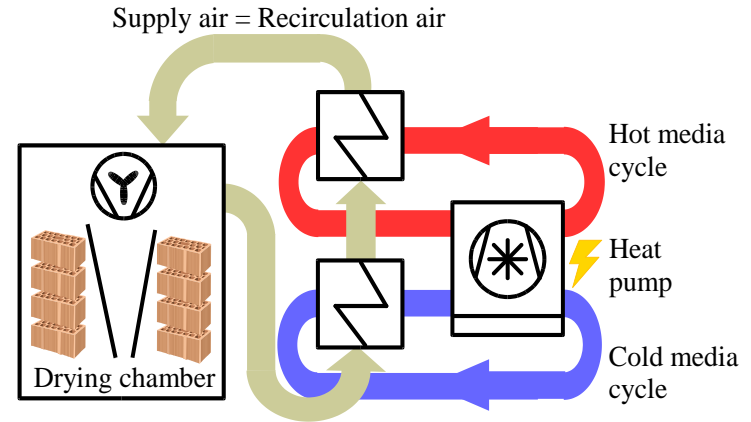 Supply air = Recirculation air
Hot media
cycle
Heat
pump
Drying chamber
Cold media
cycle